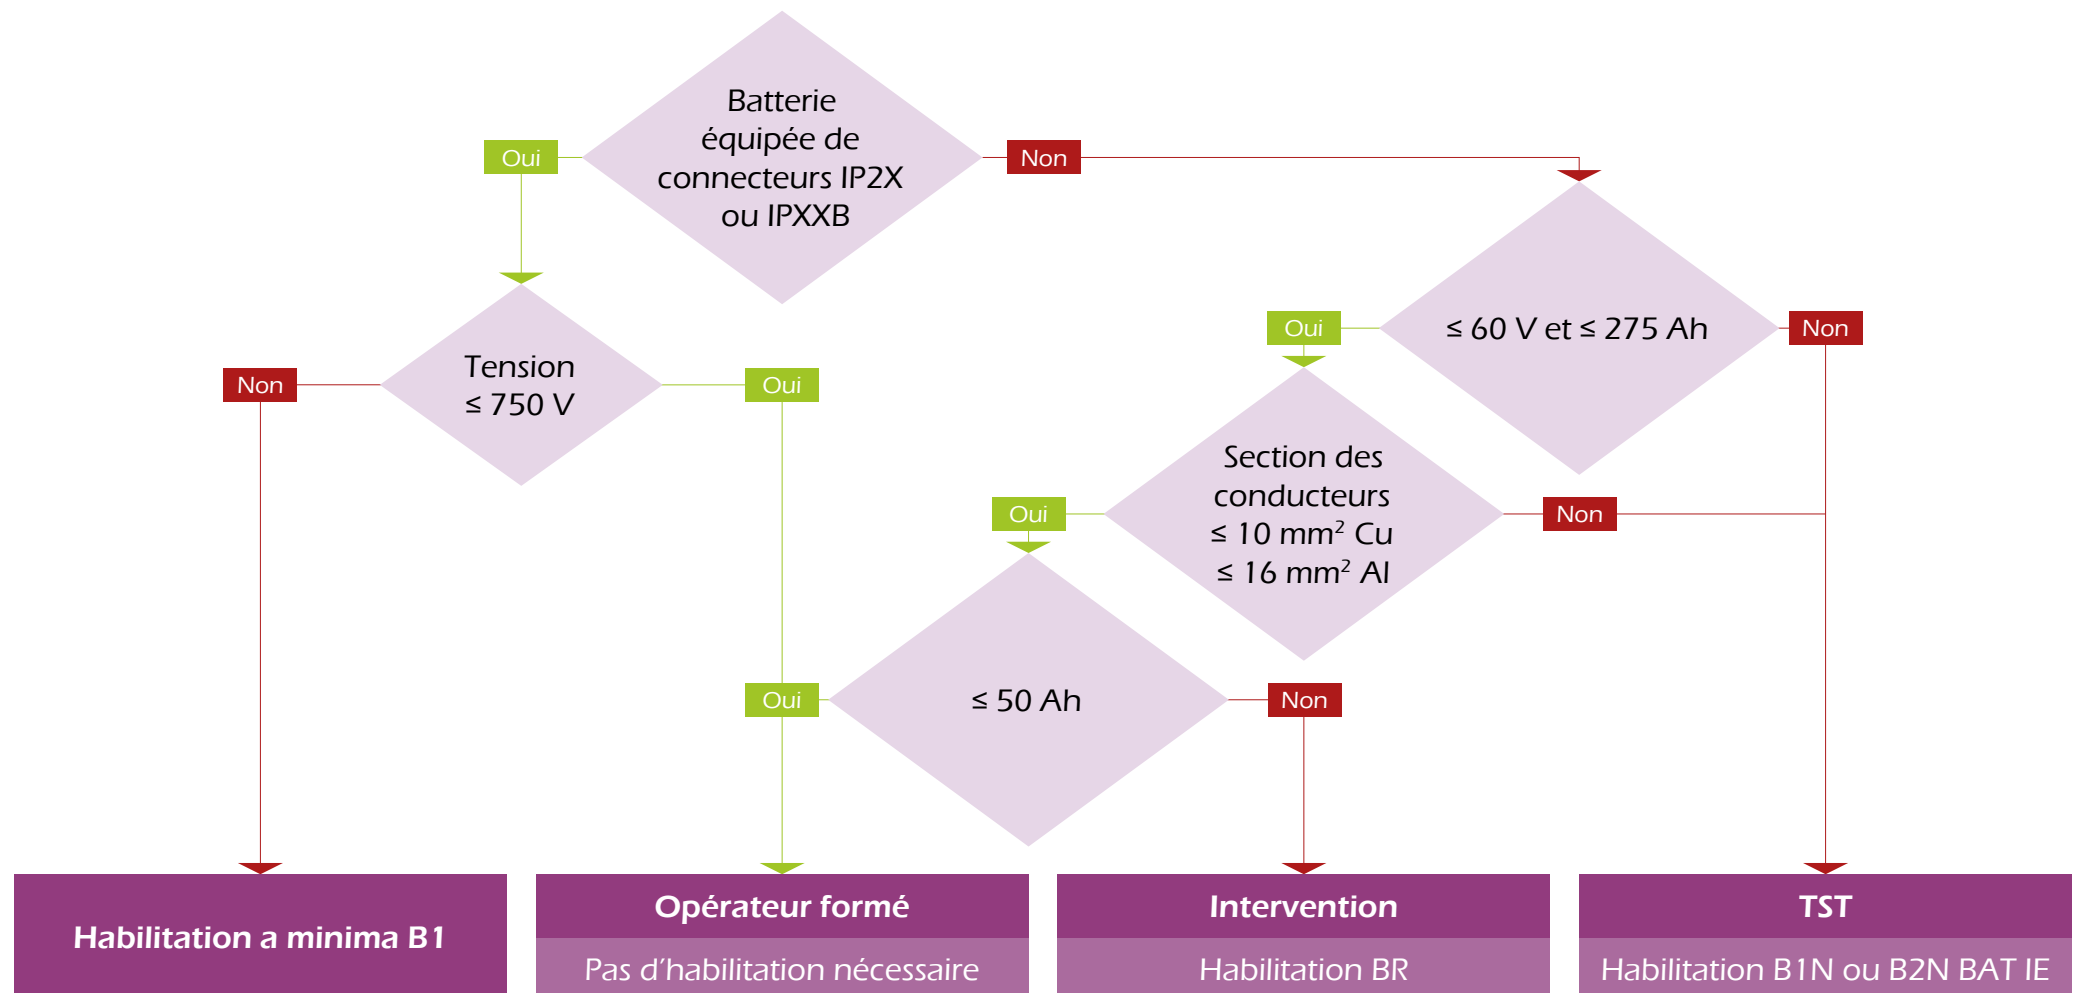 Batterie
équipée de
connecteurs IP2X
ou IPXXB
Oui
Non
Tension
≤ 750 V
Non
Oui
≤ 60 V et ≤ 275 Ah
Oui
Non
Section des
conducteurs
≤ 10 mm² Cu
≤ 16 mm² Al
Oui
Non
≤ 50 Ah
Oui
Non
Habilitation a minima B1
Opérateur formé
Pas d’habilitation nécessaire
Intervention
Habilitation BR
TST
Habilitation B1N ou B2N BAT IE